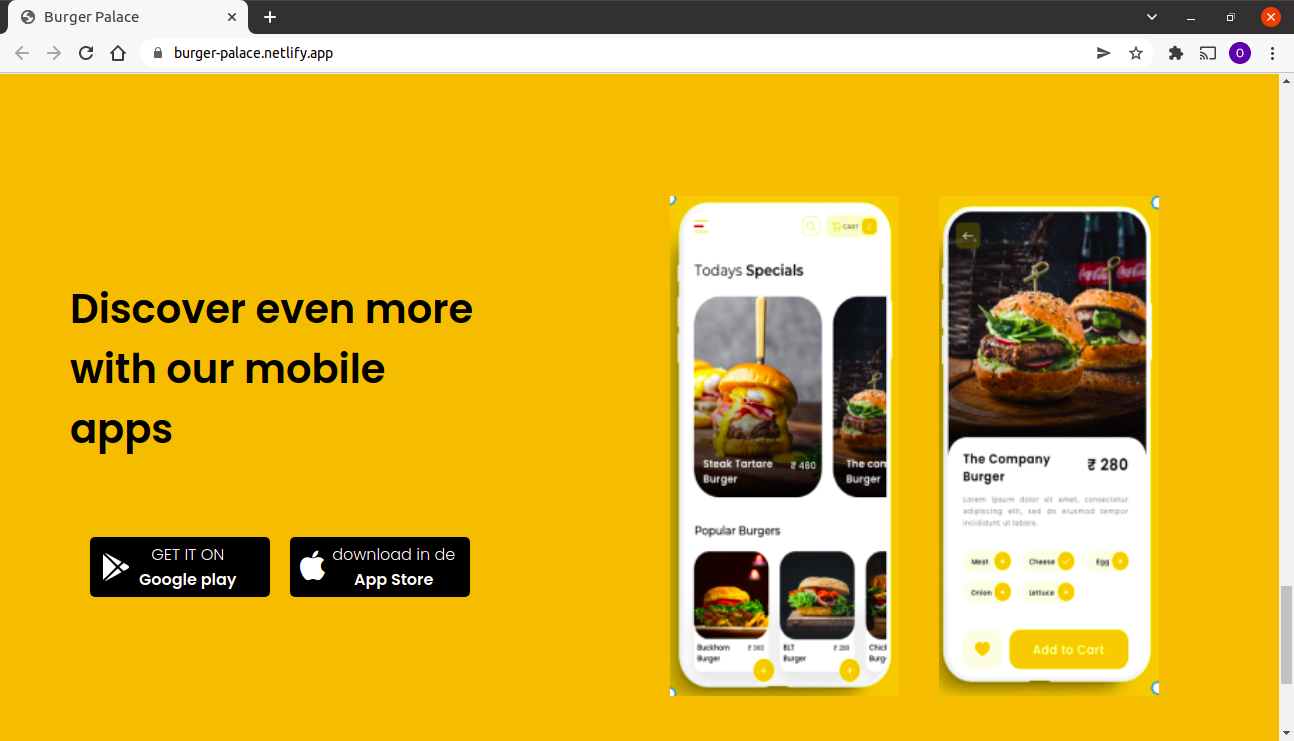 Burger Palace
burger-palace.netlify.app
O
Discover even more
with our mobile
apps
GET IT ON
Google play
download in de
App Store
CART
Todays Specials
Steak Tartare
Burger
₹ 480
The com
Burger
Popular Burgers
Buckhorn
Burger
₹ 360
BLT
Burger
₹ 280
Chick
Burg
The Company
Burger
₹ 280
Lorem ipsum dolor sit amet, consectetur
adipiscing elit, sed do eiusmod tempor
incididunt ut labore.
Meat
Cheese
Egg
Onion
Lettuce
Add to Cart